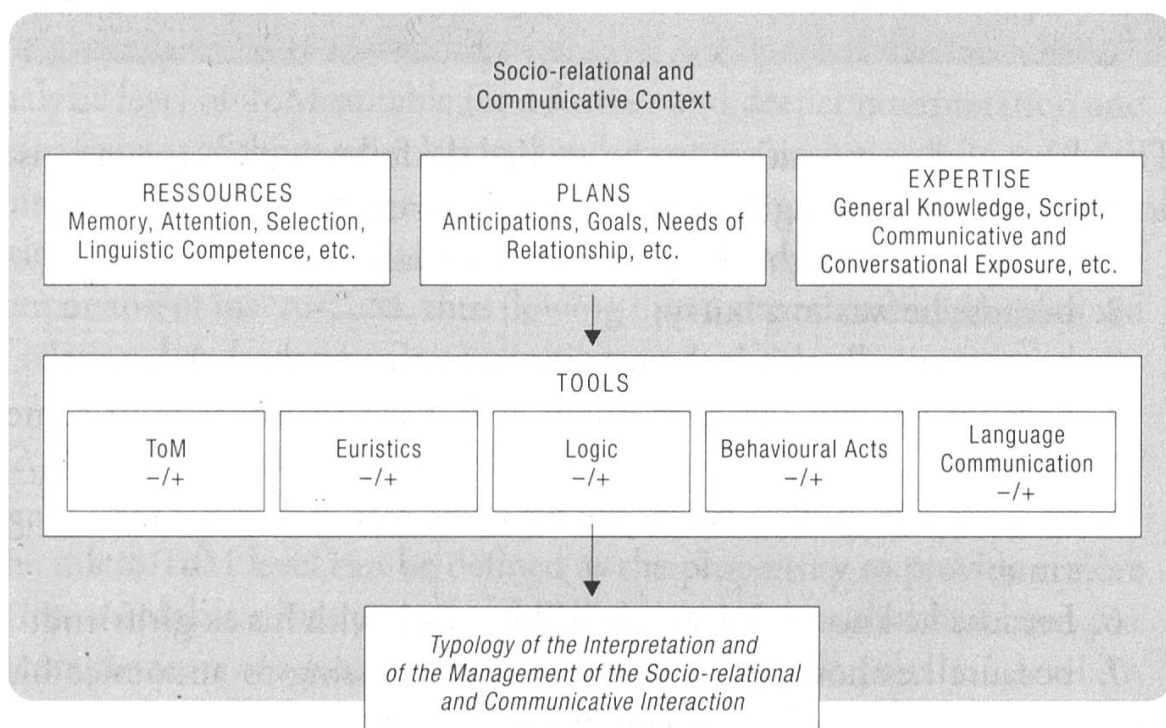 Socio-relational and
Communicative Context
RESSOURCES
Memory, Attention, Selection,
Linguistic Competence, etc.
PLANS
Anticipations, Goals, Needs of
Relationship, etc.
EXPERTISE
General Knowledge, Script,
Communicative and
Conversational Exposure, etc.
TOOLS
ToM
–/+
Euristics
–/+
Logic
–/+
Behavioural Acts
–/+
Language
Communication
–/+
Typology of the Interpretation and
of the Management of the Socio-relational
and Communicative Interaction